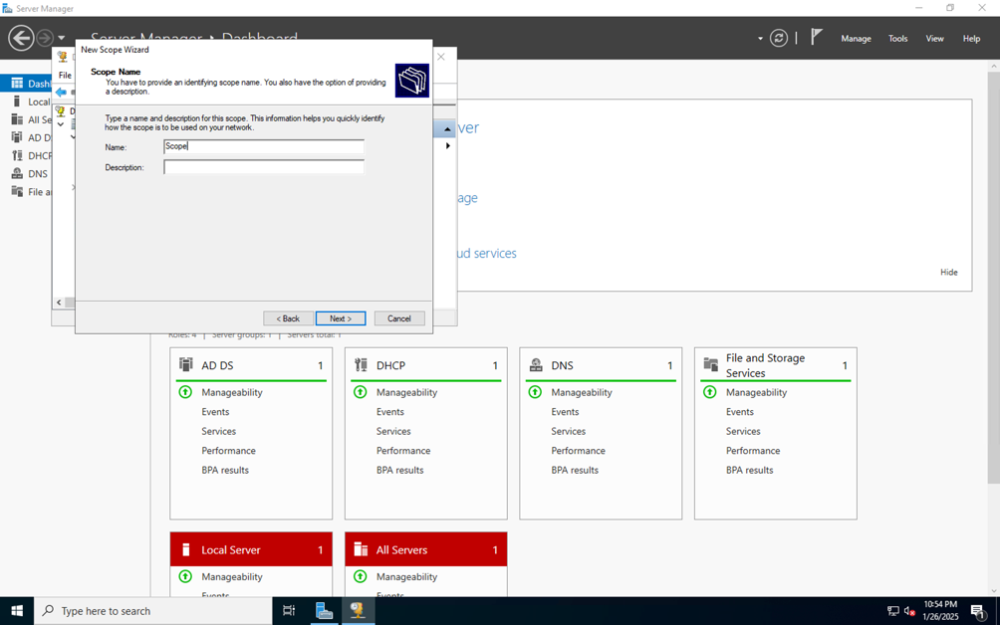 Server Manager
Server Manager • Dashboard
Manage
Tools
View
Help
New Scope Wizard
Scope Name
You have to provide an identifying scope name. You also have the option of providing
a description.
Type a name and description for this scope. This information helps you quickly identify
how the scope is to be used on your network.
Name:
Scope
Description:
< Back
Next >
Cancel
File
D
Dashl
Local
All Se
AD D
DHCP
DNS
File an
ver
age
ud services
Hide
Roles: 4 | Server groups: 1 | Servers total: 1
AD DS 1
Manageability
Events
Services
Performance
BPA results
DHCP 1
Manageability
Events
Services
Performance
BPA results
DNS 1
Manageability
Events
Services
Performance
BPA results
File and Storage
Services 1
Manageability
Events
Services
Performance
BPA results
Local Server 1
Manageability
Events
All Servers 1
Manageability
Events
Type here to search
10:54 PM
1/26/2025
1